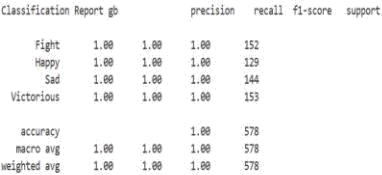 Classification Report gb precision recall f1-score support
Fight 1.00 1.00 1.00 152
Happy 1.00 1.00 1.00 129
Sad 1.00 1.00 1.00 144
Victorious 1.00 1.00 1.00 153
accuracy 1.00 578
macro avg 1.00 1.00 1.00 578
weighted avg 1.00 1.00 1.00 578